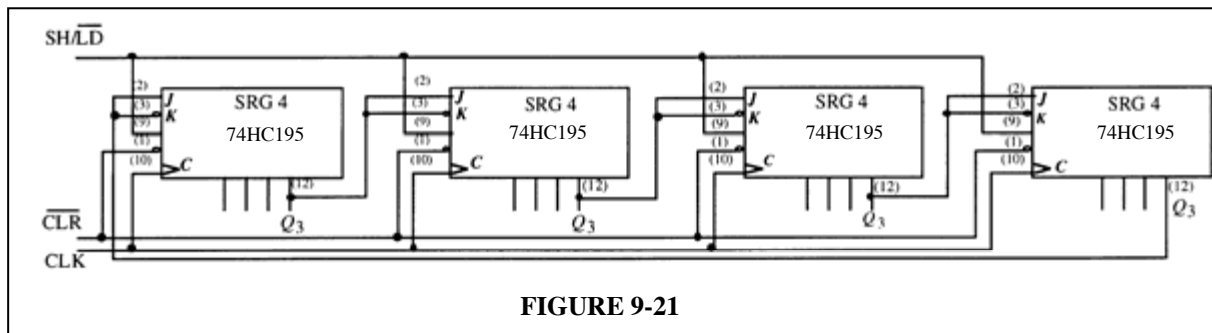 SH/L̅D̅
(2) J (3) K (9) (1) (10) C SRG 4 74HC195 (12) Q3
(2) J (3) K (9) (1) (10) C SRG 4 74HC195 (12) Q3
(2) J (3) K (9) (1) (10) C SRG 4 74HC195 (12) Q3
(2) J (3) K (9) (1) (10) C SRG 4 74HC195 (12) Q3
C̅L̅R̅
CLK
FIGURE 9-21